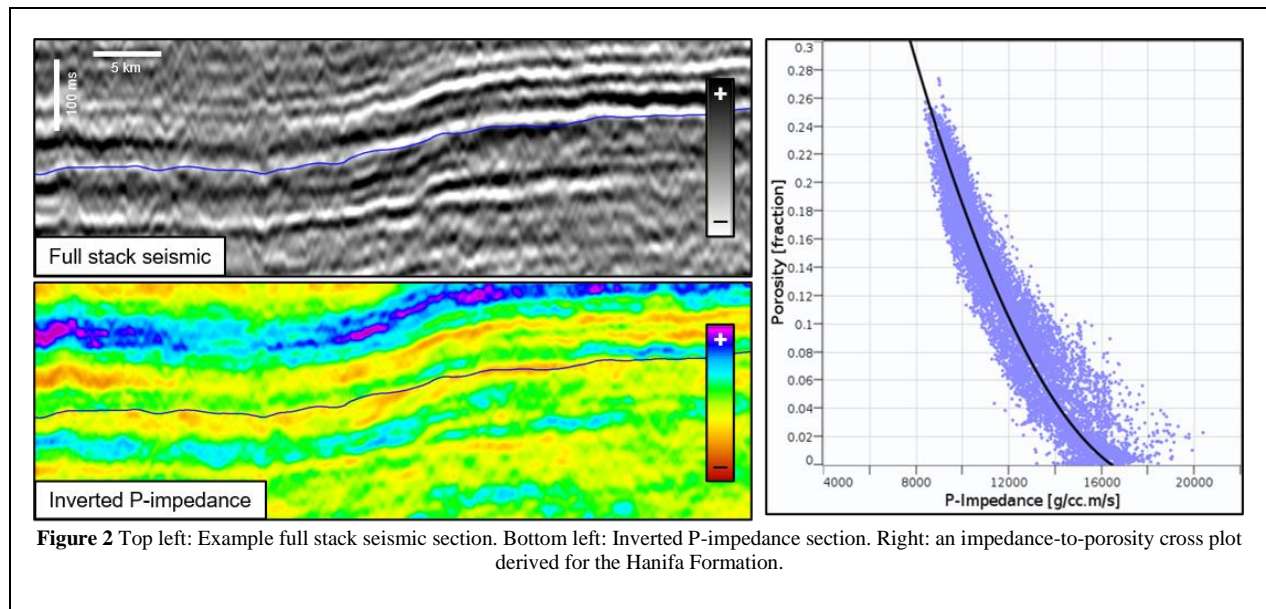 5 km
100 ms
+
−
Full stack seismic
+
−
Inverted P-impedance
0.3
0.28
0.26
0.24
0.22
0.2
0.18
0.16
0.14
0.12
0.1
0.08
0.06
0.04
0.02
0
Porosity [fraction]
4000 8000 12000 16000 20000
P-Impedance [g/cc.m/s]
Figure 2 Top left: Example full stack seismic section. Bottom left: Inverted P-impedance section. Right: an impedance-to-porosity cross plot
derived for the Hanifa Formation.